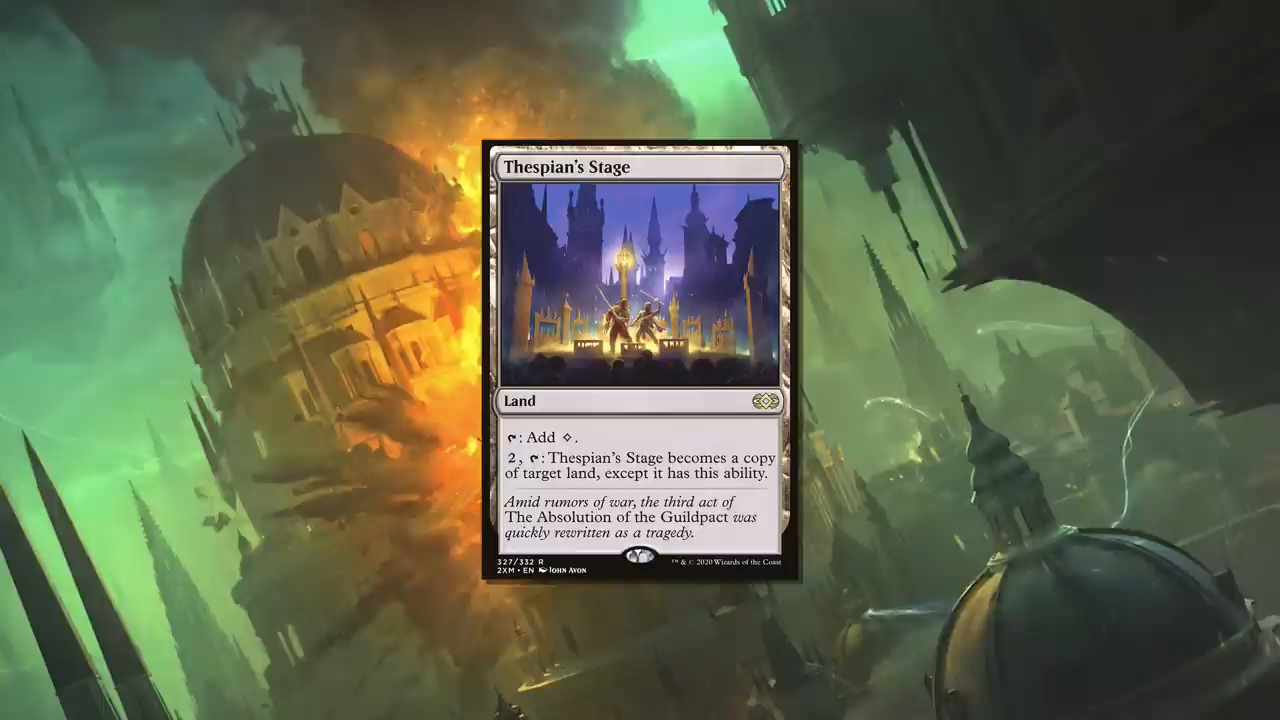 Thespian's Stage
Land
: Add .
2, : Thespian's Stage becomes a copy
of target land, except it has this ability.
Amid rumors of war, the third act of
The Absolution of the Guildpact was
quickly rewritten as a tragedy.
327/332 R
2XM • EN JOHN AVON
™ & © 2020 Wizards of the Coast